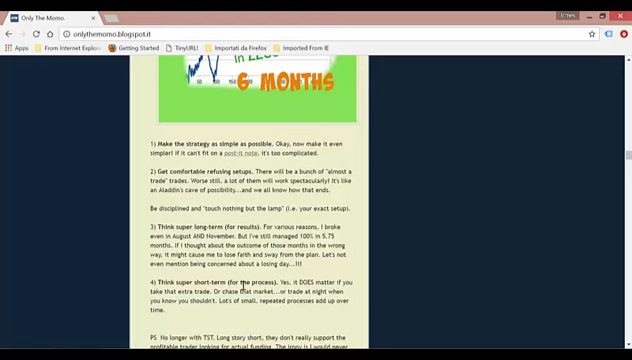 Only The Momo.
James
onlythemomo.blogspot.it
Apps
From Internet Explor
Getting Started
TinyURL!
Importati da Firefox
Imported From IE
50
6 MONTHS
1) Make the strategy as simple as possible. Okay, now make it even
simpler! If it can't fit on a post-it note, it's too complicated.
2) Get comfortable refusing setups. There will be a bunch of "almost a
trade" trades. Worse still, a lot of them will work spectacularly! It's like
an Aladdin's cave of possibility...and we all know how that ends.
Be disciplined and "touch nothing but the lamp" (i.e. your exact setup).
3) Think super long-term (for results). For various reasons, I broke
even in August AND November. But I've still managed 100% in 5.75
months. If I thought about the outcome of those months in the wrong
way, it might cause me to lose faith and sway from the plan. Let's not
even mention being concerned about a losing day...!!!
4) Think super short-term (for the process). Yes, it DOES matter if you
take that extra trade. Or chase that market...or trade at night when
you know you shouldn't. Lot's of small, repeated processes add up over
time.
PS No longer with TST. Long story short, they don't really support the
profitable trader looking for actual funding. The irony is I would never